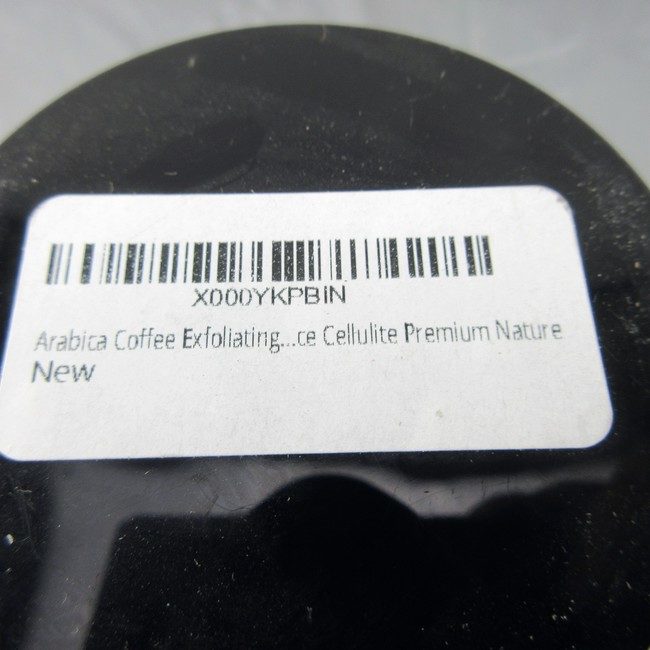 X000YKPBIN
Arabica Coffee Exfoliating...ce Cellulite Premium Nature
New